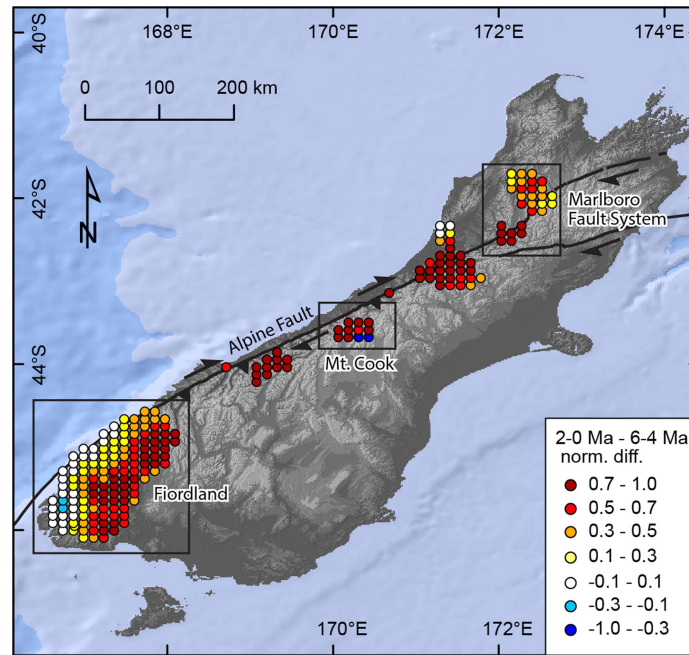 40°S
168°E
170°E
172°E
174°E
0
100
200 km
42°S
N
Marlboro
Fault System
Alpine Fault
44°S
Mt. Cook
Fiordland
2-0 Ma - 6-4 Ma
norm. diff.
0.7 - 1.0
0.5 - 0.7
0.3 - 0.5
0.1 - 0.3
-0.1 - 0.1
-0.3 - -0.1
-1.0 - -0.3
168°E
170°E
172°E